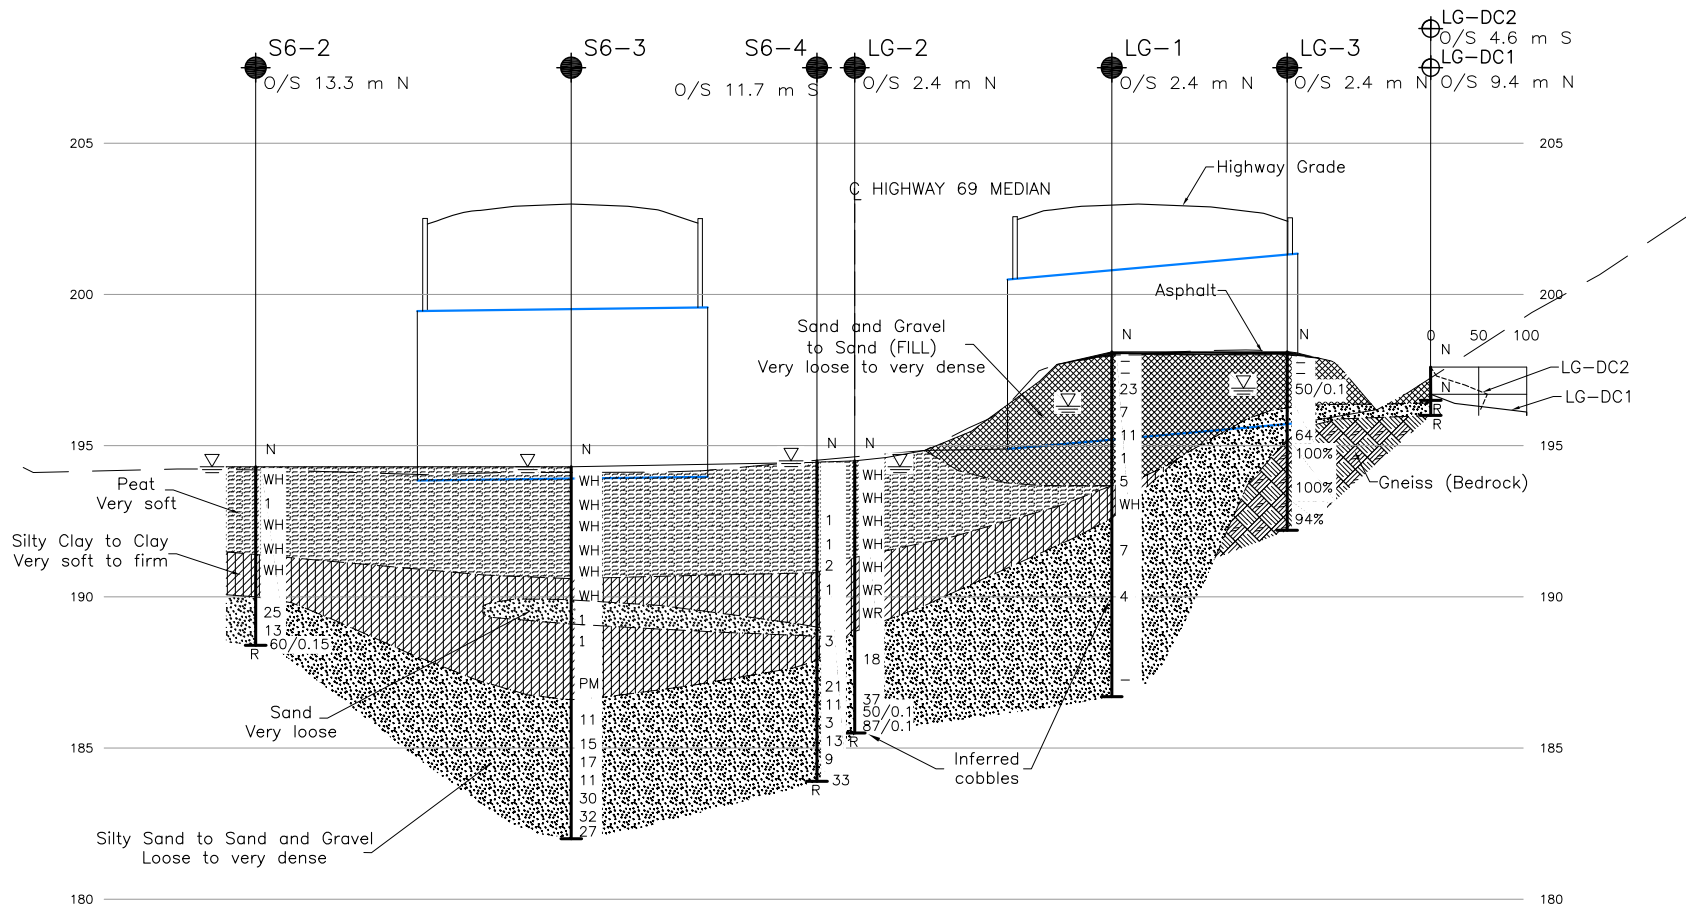 LG-DC2
O/S 4.6 m S
S6-2
S6-3
S6-4
LG-2
LG-1
LG-3
LG-DC1
O/S 13.3 m N
O/S 11.7 m S
O/S 2.4 m N
O/S 2.4 m N
O/S 2.4 m N
O/S 9.4 m N
205
205
Highway Grade
C HIGHWAY 69 MEDIAN
200
200
Asphalt
Sand and Gravel
to Sand (FILL)
Very loose to very dense
N
N
0
50
100
N
LG-DC2
N
LG-DC1
R
R
195
195
Peat
Very soft
Silty Clay to Clay
Very soft to firm
N
WH
1
WH
WH
WH
25
13
60/0.15
R
N
WH
WH
WH
WH
WH
WH
1
1
PM
11
15
17
11
30
32
27
N
1
1
2
1
3
21
11
3
13
9
33
R
N
WH
WH
WH
WH
WH
WR
WR
18
37
50/0.1
87/0.1
R
–
–
23
7
11
1
5
WH
7
4
–
–
–
50/0.1
64
100%
100%
94%
Gneiss (Bedrock)
190
190
Sand
Very loose
Inferred
cobbles
185
185
Silty Sand to Sand and Gravel
Loose to very dense
180
180